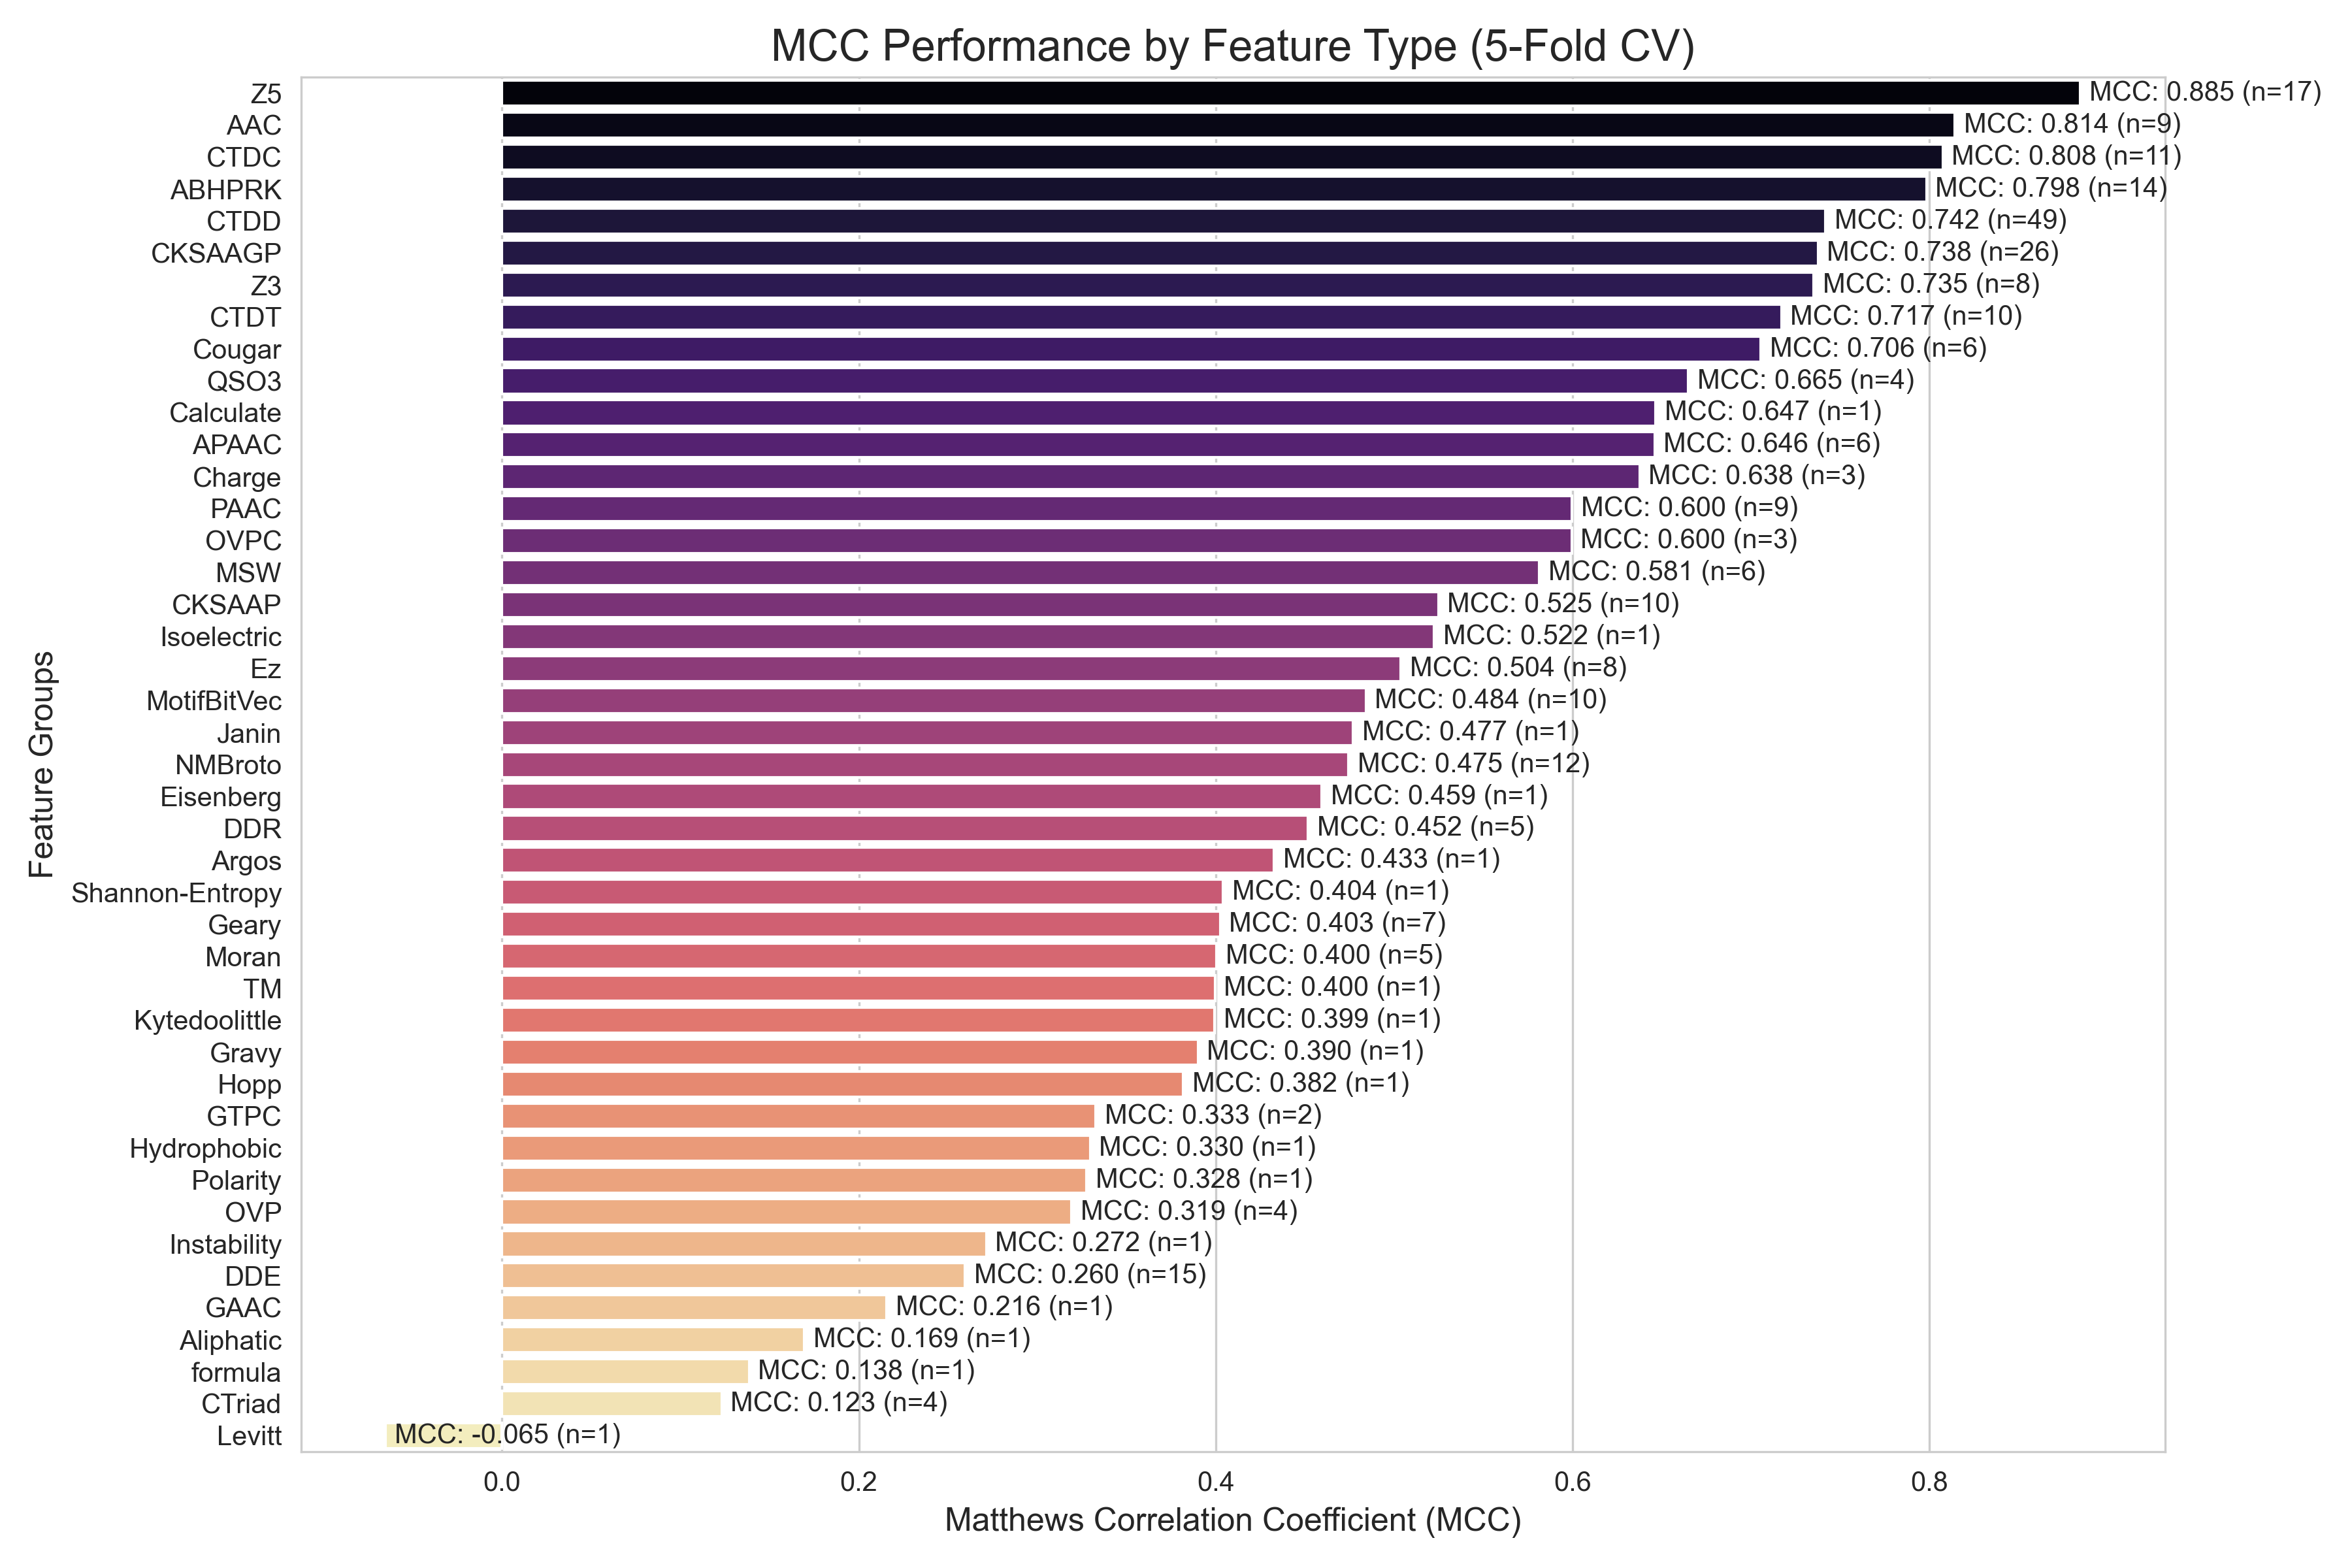 MCC Performance by Feature Type (5-Fold CV)
Z5 MCC: 0.885 (n=17)
AAC MCC: 0.814 (n=9)
CTDC MCC: 0.808 (n=11)
ABHPRK MCC: 0.798 (n=14)
CTDD MCC: 0.742 (n=49)
CKSAAGP MCC: 0.738 (n=26)
Z3 MCC: 0.735 (n=8)
CTDT MCC: 0.717 (n=10)
Cougar MCC: 0.706 (n=6)
QSO3 MCC: 0.665 (n=4)
Calculate MCC: 0.647 (n=1)
APAAC MCC: 0.646 (n=6)
Charge MCC: 0.638 (n=3)
PAAC MCC: 0.600 (n=9)
OVPC MCC: 0.600 (n=3)
MSW MCC: 0.581 (n=6)
CKSAAP MCC: 0.525 (n=10)
Isoelectric MCC: 0.522 (n=1)
Ez MCC: 0.504 (n=8)
MotifBitVec MCC: 0.484 (n=10)
Janin MCC: 0.477 (n=1)
NMBroto MCC: 0.475 (n=12)
Eisenberg MCC: 0.459 (n=1)
DDR MCC: 0.452 (n=5)
Argos MCC: 0.433 (n=1)
Shannon-Entropy MCC: 0.404 (n=1)
Geary MCC: 0.403 (n=7)
Moran MCC: 0.400 (n=5)
TM MCC: 0.400 (n=1)
Kytedoolittle MCC: 0.399 (n=1)
Gravy MCC: 0.390 (n=1)
Hopp MCC: 0.382 (n=1)
GTPC MCC: 0.333 (n=2)
Hydrophobic MCC: 0.330 (n=1)
Polarity MCC: 0.328 (n=1)
OVP MCC: 0.319 (n=4)
Instability MCC: 0.272 (n=1)
DDE MCC: 0.260 (n=15)
GAAC MCC: 0.216 (n=1)
Aliphatic MCC: 0.169 (n=1)
formula MCC: 0.138 (n=1)
CTriad MCC: 0.123 (n=4)
Levitt MCC: -0.065 (n=1)
Feature Groups
0.0 0.2 0.4 0.6 0.8
Matthews Correlation Coefficient (MCC)